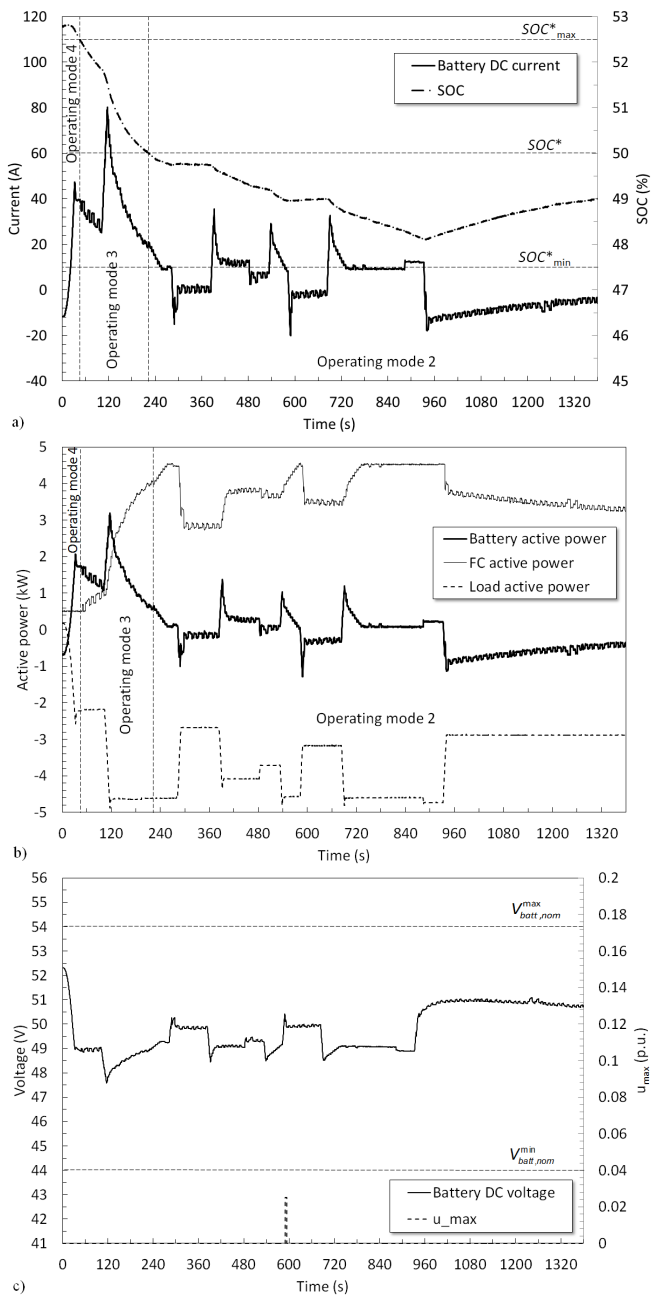 120
100
80
60
40
20
0
-20
-40
Current (A)
53
52
51
50
49
48
47
46
45
SOC (%)
Operating mode 4
Operating mode 3
Operating mode 2
SOC*max
SOC*
SOC*min
Battery DC current
SOC
0 120 240 360 480 600 720 840 960 1080 1200 1320
Time (s)
a)
5
4
3
2
1
0
-1
-2
-3
-4
-5
Active power (kW)
Operating mode 4
Operating mode 3
Operating mode 2
Battery active power
FC active power
Load active power
0 120 240 360 480 600 720 840 960 1080 1200 1320
Time (s)
b)
56
55
54
53
52
51
50
49
48
47
46
45
44
43
42
41
Voltage (V)
0.2
0.18
0.16
0.14
0.12
0.1
0.08
0.06
0.04
0.02
0
umax (p.u.)
V max batt,nom
V min batt,nom
Battery DC voltage
u_max
0 120 240 360 480 600 720 840 960 1080 1200 1320
Time (s)
c)